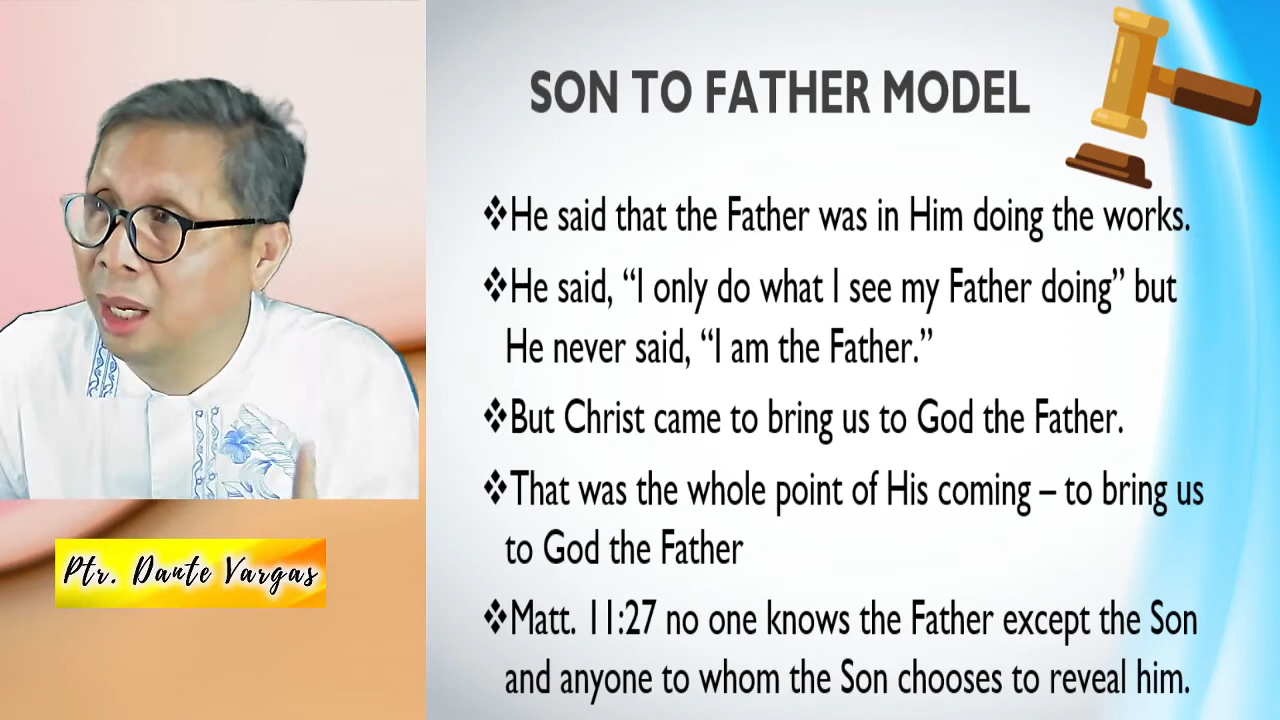 SON TO FATHER MODEL
❖He said that the Father was in Him doing the works.
❖He said, “I only do what I see my Father doing” but
He never said, “I am the Father.”
❖But Christ came to bring us to God the Father.
❖That was the whole point of His coming – to bring us
to God the Father
❖Matt. 11:27 no one knows the Father except the Son
and anyone to whom the Son chooses to reveal him.
Ptr. Dante Vargas